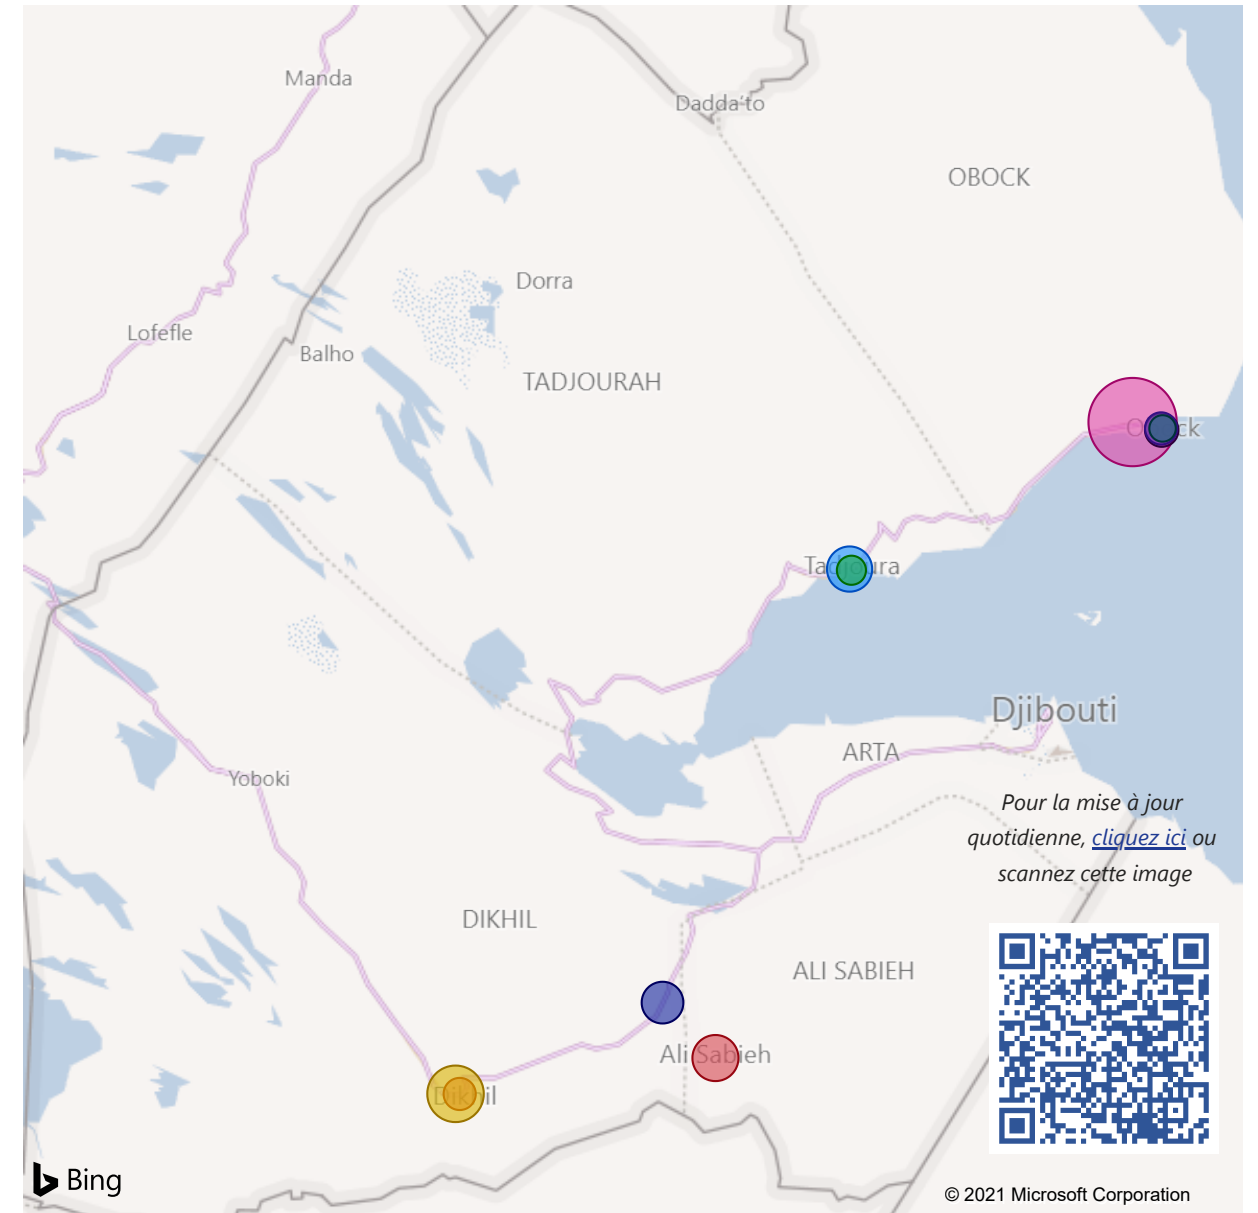 Manda
Dadda'to
OBOCK
Dorra
Lofefle
Balho
TADJOURAH
Obock
Tadjoura
Djibouti
ARTA
Yoboki
Pour la mise à jour
quotidienne, cliquez ici ou
scannez cette image
DIKHIL
ALI SABIEH
Ali Sabieh
Dikhil
Bing
© 2021 Microsoft Corporation